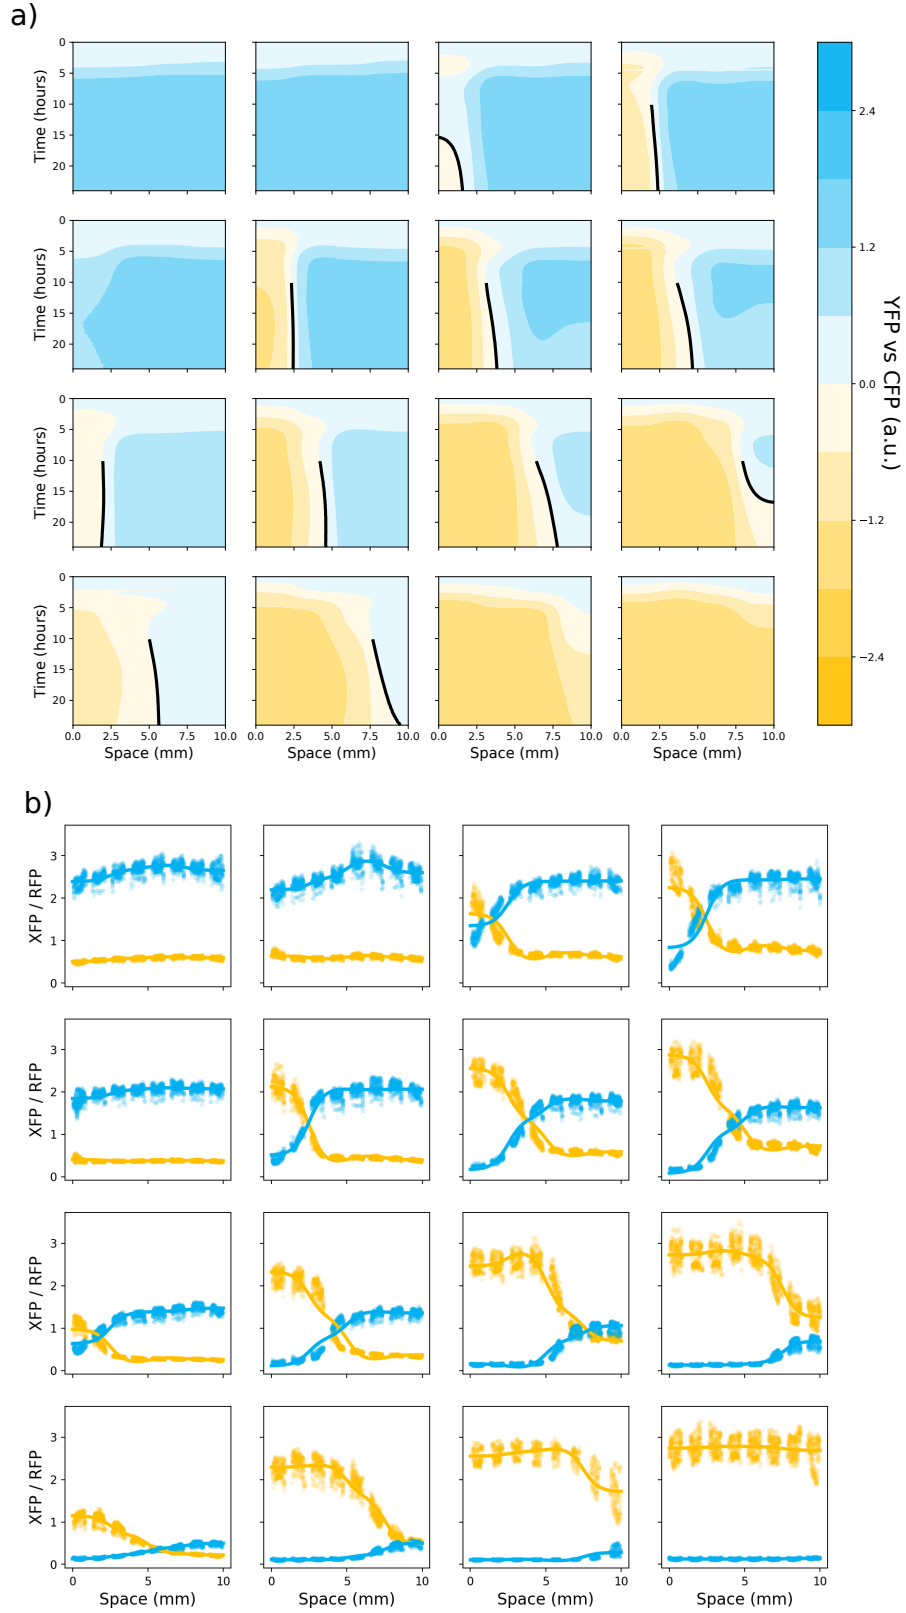 a)
0
5
10
15
20
Time (hours)
0
5
10
15
20
Time (hours)
0
5
10
15
20
Time (hours)
0
5
10
15
20
Time (hours)
0.0 2.5 5.0 7.5 10.0
Space (mm)
0.0 2.5 5.0 7.5 10.0
Space (mm)
0.0 2.5 5.0 7.5 10.0
Space (mm)
0.0 2.5 5.0 7.5 10.0
Space (mm)
2.4
1.2
0.0
−1.2
−2.4
YFP vs CFP (a.u.)
b)
3
2
1
0
XFP / RFP
3
2
1
0
XFP / RFP
3
2
1
0
XFP / RFP
3
2
1
0
XFP / RFP
0 5 10
Space (mm)
0 5 10
Space (mm)
0 5 10
Space (mm)
0 5 10
Space (mm)